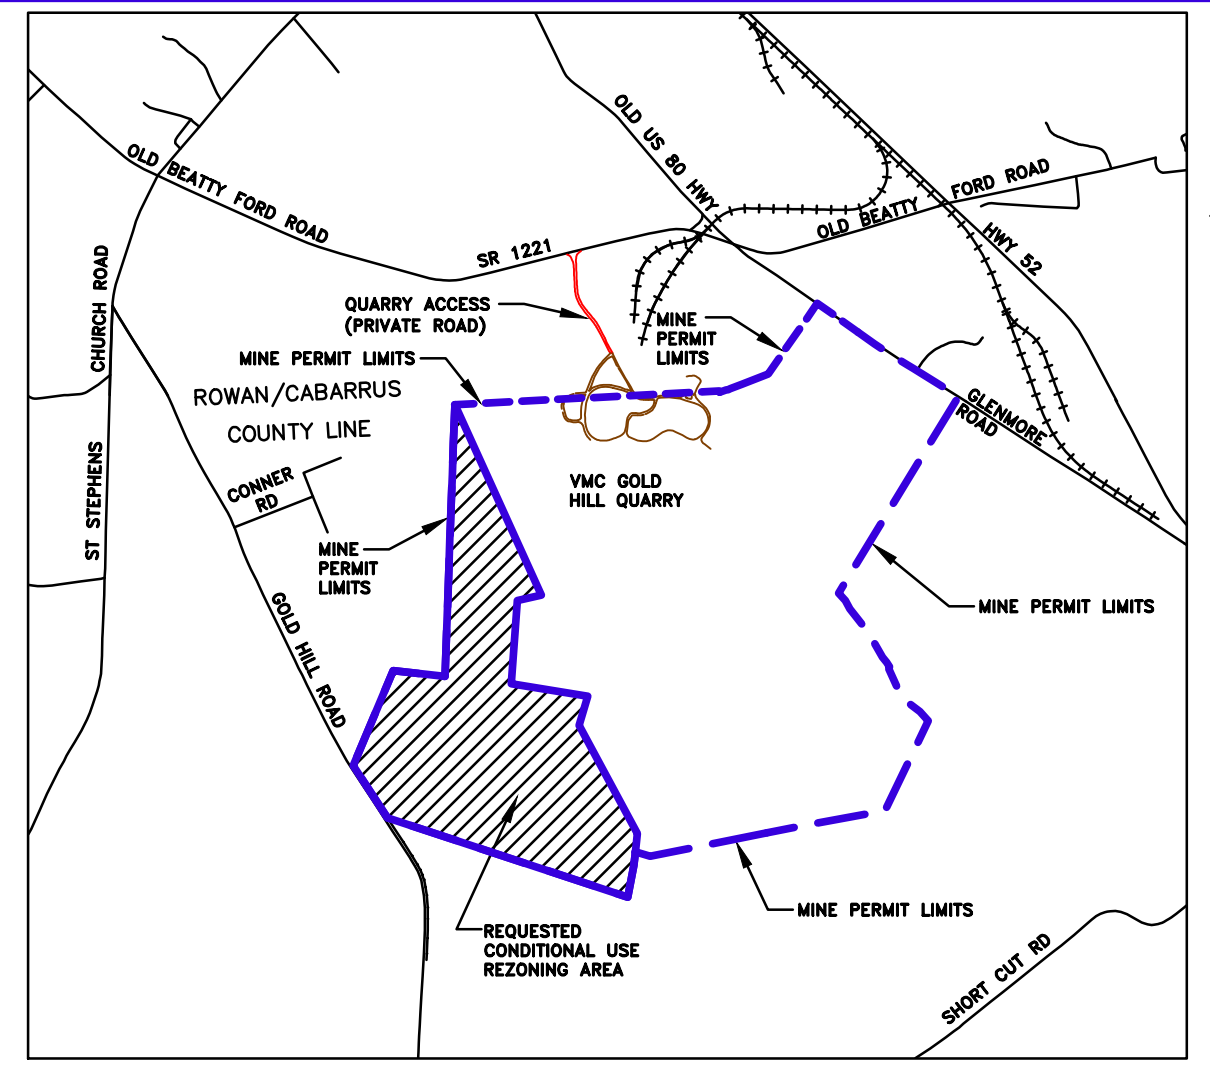 OLD US 80 HWY
OLD BEATTY FORD ROAD
FORD ROAD
OLD BEATTY
HWY 52
SR 1221
CHURCH ROAD
QUARRY ACCESS
(PRIVATE ROAD)
MINE
PERMIT
LIMITS
MINE PERMIT LIMITS
ROWAN/CABARRUS
COUNTY LINE
GLENMORE
ROAD
ST STEPHENS
CONNER
RD
VMC GOLD
HILL QUARRY
MINE
PERMIT
LIMITS
GOLD HILL ROAD
MINE PERMIT LIMITS
MINE PERMIT LIMITS
REQUESTED
CONDITIONAL USE
REZONING AREA
SHORT CUT RD